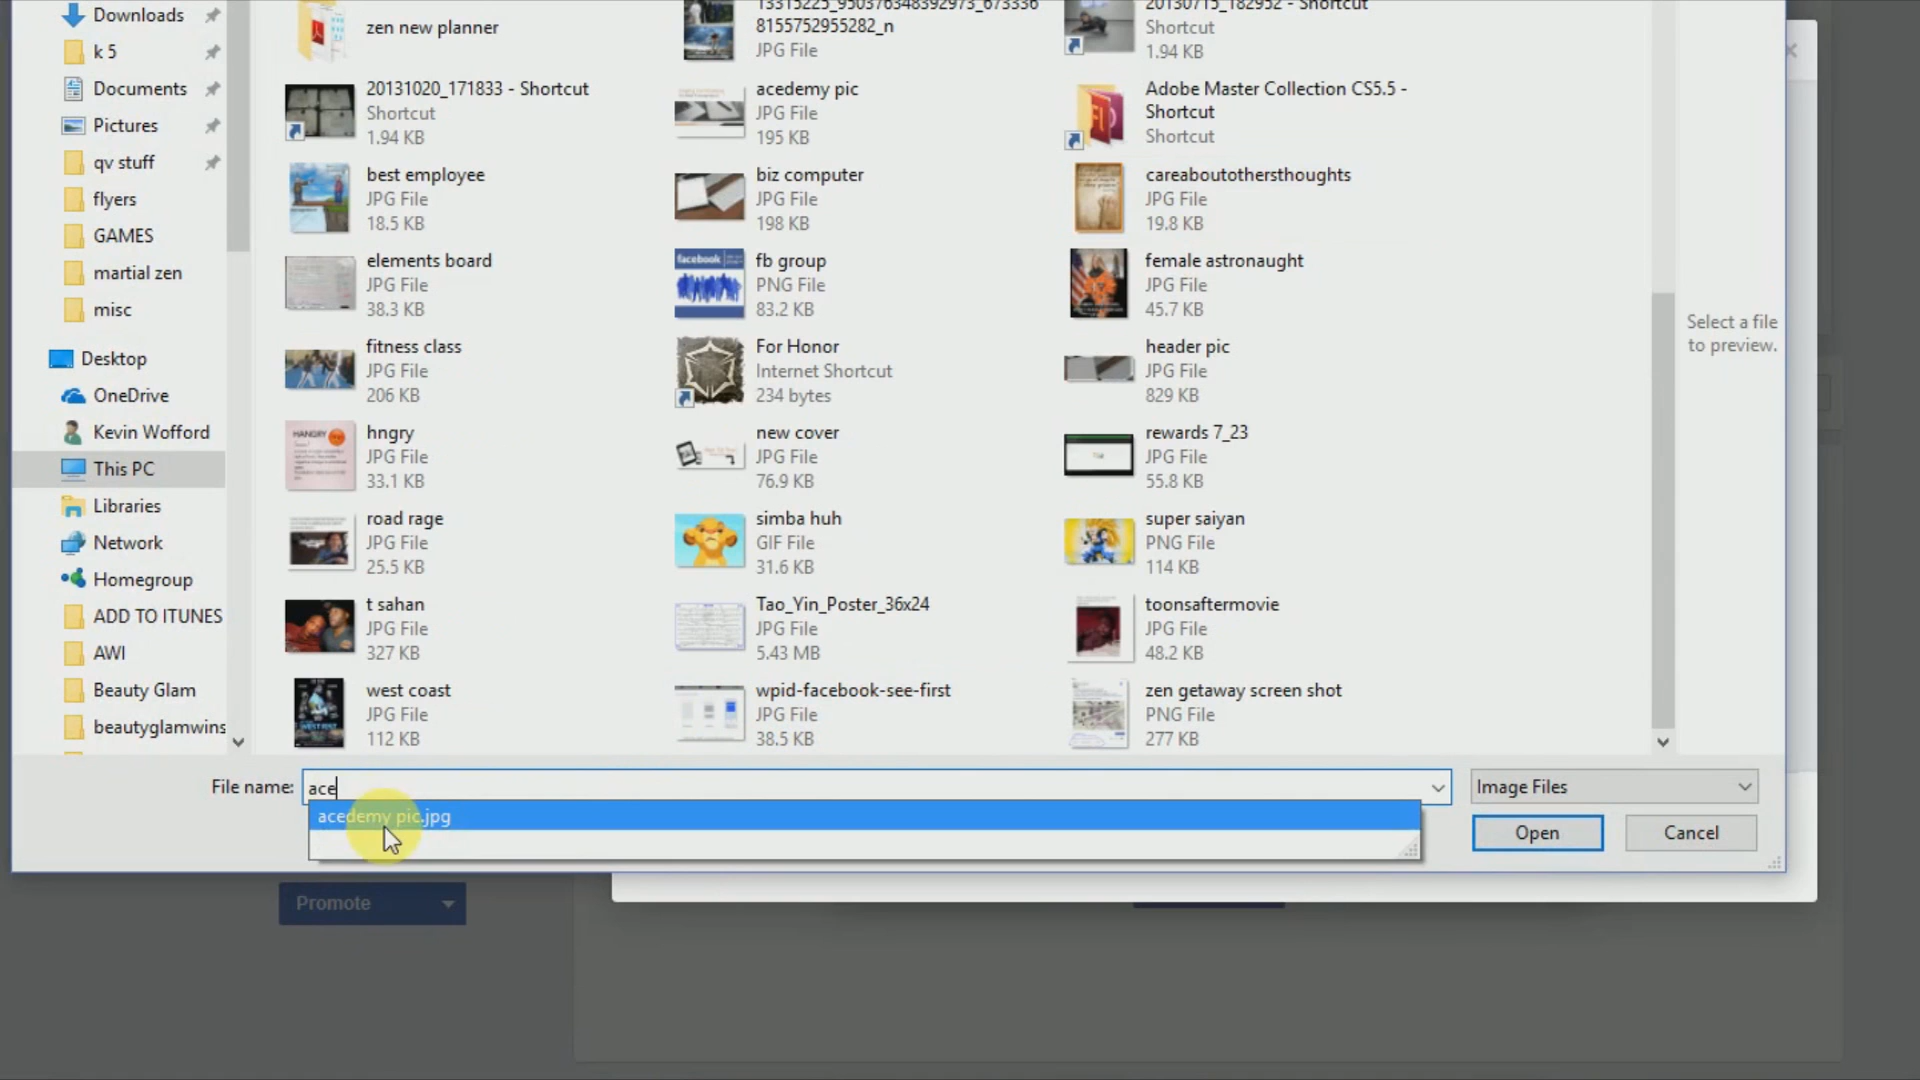 Downloads
k 5
Documents
Pictures
qv stuff
flyers
GAMES
martial zen
misc
Desktop
OneDrive
Kevin Wofford
This PC
Libraries
Network
Homegroup
ADD TO ITUNES
AWI
Beauty Glam
beautyglamwins
zen new planner
8155752955282_n
JPG File
20130715_182952 - Shortcut
Shortcut
1.94 KB
20131020_171833 - Shortcut
Shortcut
1.94 KB
acedemy pic
JPG File
195 KB
Adobe Master Collection CS5.5 -
Shortcut
Shortcut
best employee
JPG File
18.5 KB
biz computer
JPG File
198 KB
careaboutothersthoughts
JPG File
19.8 KB
elements board
JPG File
38.3 KB
facebook
fb group
PNG File
83.2 KB
female astronaught
JPG File
45.7 KB
fitness class
JPG File
206 KB
For Honor
Internet Shortcut
234 bytes
header pic
JPG File
829 KB
HANGRY
hngry
JPG File
33.1 KB
new cover
JPG File
76.9 KB
rewards 7_23
JPG File
55.8 KB
road rage
JPG File
25.5 KB
simba huh
GIF File
31.6 KB
super saiyan
PNG File
114 KB
t sahan
JPG File
327 KB
Tao_Yin_Poster_36x24
JPG File
5.43 MB
toonsaftermovie
JPG File
48.2 KB
west coast
JPG File
112 KB
wpid-facebook-see-first
JPG File
38.5 KB
zen getaway screen shot
PNG File
277 KB
Select a file
to preview.
File name:
ace
Image Files
acedemy pic.jpg
Open
Cancel
Promote